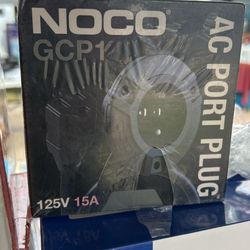 NOCO
GCP1
AC PORT PLUG
125V 15A